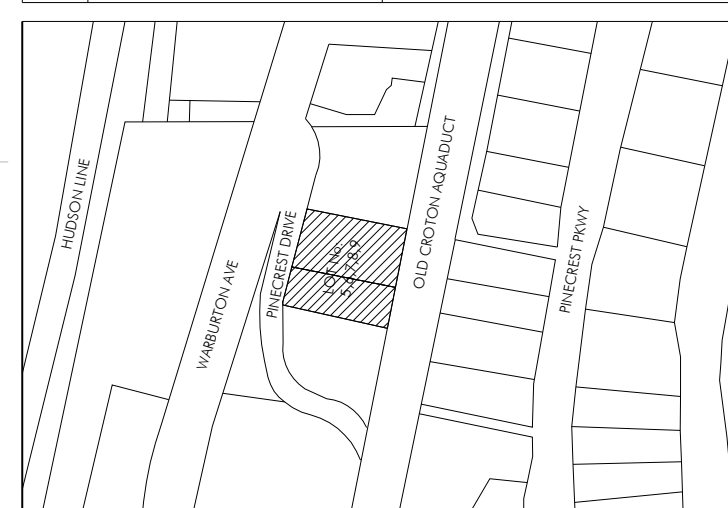 HUDSON LINE
WARBURTON AVE
PINECREST DRIVE
LOT No.
5,6,7,8,9
OLD CROTON AQUADUCT
PINECREST PKWY